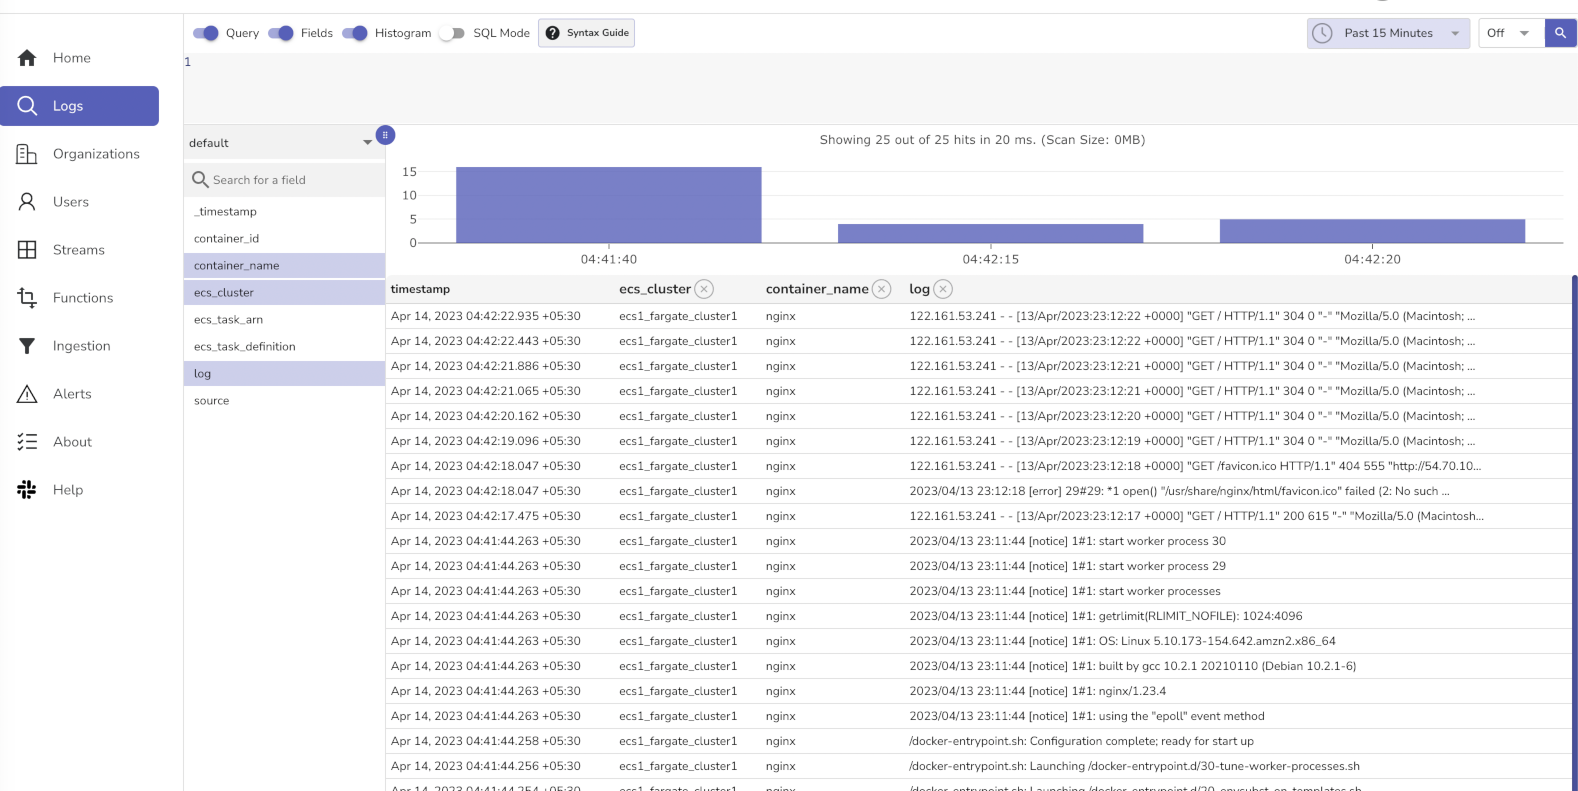 Query Fields Histogram SQL Mode Syntax Guide Past 15 Minutes Off
1
Home
Logs
Organizations
Users
Streams
Functions
Ingestion
Alerts
About
Help
default
Search for a field
_timestamp
container_id
container_name
ecs_cluster
ecs_task_arn
ecs_task_definition
log
source
Showing 25 out of 25 hits in 20 ms. (Scan Size: 0MB)
15
10
5
0
04:41:40 04:42:15 04:42:20
timestamp ecs_cluster container_name log
Apr 14, 2023 04:42:22.935 +05:30 ecs1_fargate_cluster1 nginx 122.161.53.241 - - [13/Apr/2023:23:12:22 +0000] "GET / HTTP/1.1" 304 0 "-" "Mozilla/5.0 (Macintosh; ...
Apr 14, 2023 04:42:22.443 +05:30 ecs1_fargate_cluster1 nginx 122.161.53.241 - - [13/Apr/2023:23:12:22 +0000] "GET / HTTP/1.1" 304 0 "-" "Mozilla/5.0 (Macintosh; ...
Apr 14, 2023 04:42:21.886 +05:30 ecs1_fargate_cluster1 nginx 122.161.53.241 - - [13/Apr/2023:23:12:21 +0000] "GET / HTTP/1.1" 304 0 "-" "Mozilla/5.0 (Macintosh; ...
Apr 14, 2023 04:42:21.065 +05:30 ecs1_fargate_cluster1 nginx 122.161.53.241 - - [13/Apr/2023:23:12:21 +0000] "GET / HTTP/1.1" 304 0 "-" "Mozilla/5.0 (Macintosh; ...
Apr 14, 2023 04:42:20.162 +05:30 ecs1_fargate_cluster1 nginx 122.161.53.241 - - [13/Apr/2023:23:12:20 +0000] "GET / HTTP/1.1" 304 0 "-" "Mozilla/5.0 (Macintosh; ...
Apr 14, 2023 04:42:19.096 +05:30 ecs1_fargate_cluster1 nginx 122.161.53.241 - - [13/Apr/2023:23:12:19 +0000] "GET / HTTP/1.1" 304 0 "-" "Mozilla/5.0 (Macintosh; ...
Apr 14, 2023 04:42:18.047 +05:30 ecs1_fargate_cluster1 nginx 122.161.53.241 - - [13/Apr/2023:23:12:18 +0000] "GET /favicon.ico HTTP/1.1" 404 555 "http://54.70.10...
Apr 14, 2023 04:42:18.047 +05:30 ecs1_fargate_cluster1 nginx 2023/04/13 23:12:18 [error] 29#29: *1 open() "/usr/share/nginx/html/favicon.ico" failed (2: No such ...
Apr 14, 2023 04:42:17.475 +05:30 ecs1_fargate_cluster1 nginx 122.161.53.241 - - [13/Apr/2023:23:12:17 +0000] "GET / HTTP/1.1" 200 615 "-" "Mozilla/5.0 (Macintosh...
Apr 14, 2023 04:41:44.263 +05:30 ecs1_fargate_cluster1 nginx 2023/04/13 23:11:44 [notice] 1#1: start worker process 30
Apr 14, 2023 04:41:44.263 +05:30 ecs1_fargate_cluster1 nginx 2023/04/13 23:11:44 [notice] 1#1: start worker process 29
Apr 14, 2023 04:41:44.263 +05:30 ecs1_fargate_cluster1 nginx 2023/04/13 23:11:44 [notice] 1#1: start worker processes
Apr 14, 2023 04:41:44.263 +05:30 ecs1_fargate_cluster1 nginx 2023/04/13 23:11:44 [notice] 1#1: getrlimit(RLIMIT_NOFILE): 1024:4096
Apr 14, 2023 04:41:44.263 +05:30 ecs1_fargate_cluster1 nginx 2023/04/13 23:11:44 [notice] 1#1: OS: Linux 5.10.173-154.642.amzn2.x86_64
Apr 14, 2023 04:41:44.263 +05:30 ecs1_fargate_cluster1 nginx 2023/04/13 23:11:44 [notice] 1#1: built by gcc 10.2.1 20210110 (Debian 10.2.1-6)
Apr 14, 2023 04:41:44.263 +05:30 ecs1_fargate_cluster1 nginx 2023/04/13 23:11:44 [notice] 1#1: nginx/1.23.4
Apr 14, 2023 04:41:44.263 +05:30 ecs1_fargate_cluster1 nginx 2023/04/13 23:11:44 [notice] 1#1: using the "epoll" event method
Apr 14, 2023 04:41:44.258 +05:30 ecs1_fargate_cluster1 nginx /docker-entrypoint.sh: Configuration complete; ready for start up
Apr 14, 2023 04:41:44.256 +05:30 ecs1_fargate_cluster1 nginx /docker-entrypoint.sh: Launching /docker-entrypoint.d/30-tune-worker-processes.sh
Apr 14, 2023 04:41:44.254 +05:30 ecs1_fargate_cluster1 nginx /docker-entrypoint.sh: Launching /docker-entrypoint.d/20-envsubst-on-templates.sh